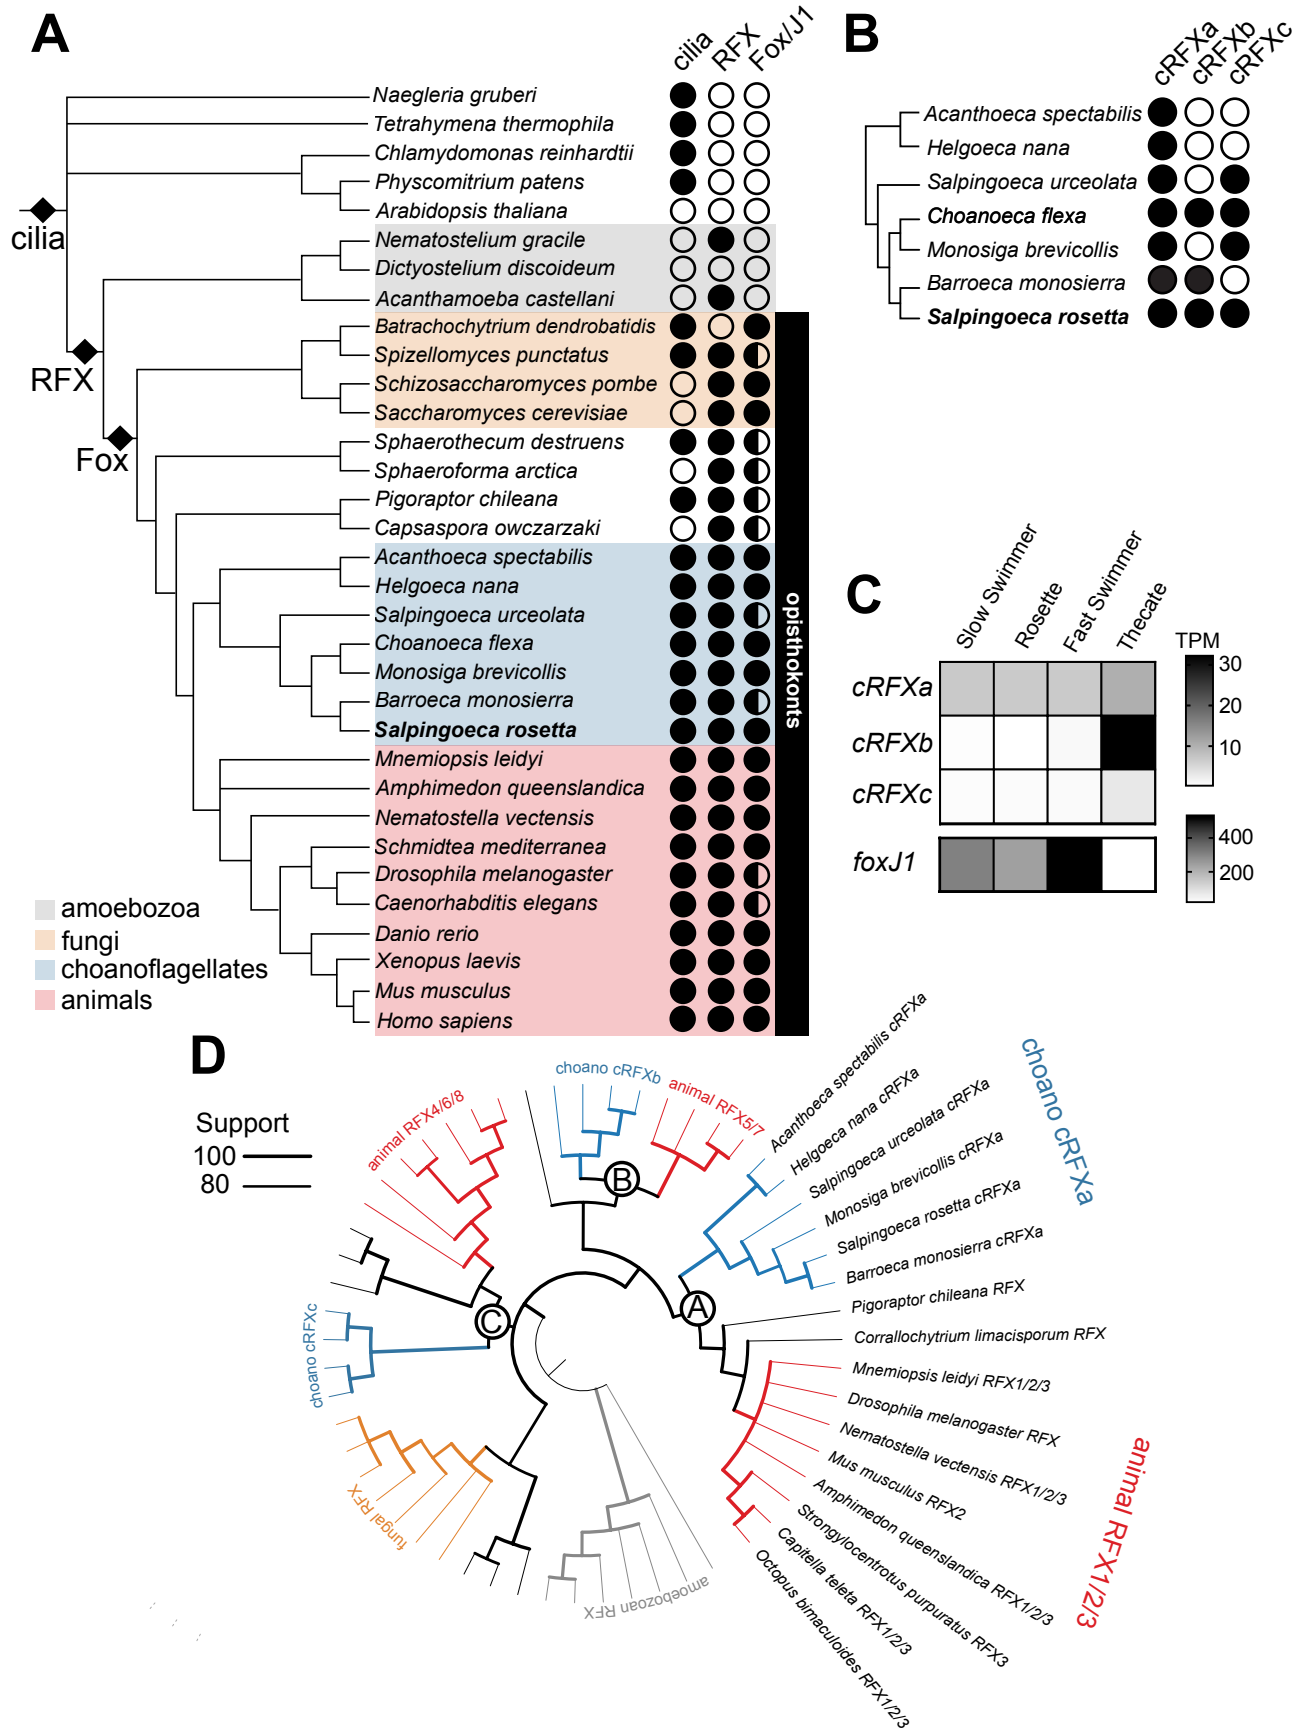 A
cilia
RFX
Fox/J1
Naegleria gruberi
Tetrahymena thermophila
Chlamydomonas reinhardtii
Physcomitrium patens
Arabidopsis thaliana
Nematostelium gracile
Dictyostelium discoideum
Acanthamoeba castellani
Batrachochytrium dendrobatidis
Spizellomyces punctatus
Schizosaccharomyces pombe
Saccharomyces cerevisiae
Sphaerothecum destruens
Sphaeroforma arctica
Pigoraptor chileana
Capsaspora owczarzaki
Acanthoeca spectabilis
Helgoeca nana
Salpingoeca urceolata
Choanoeca flexa
Monosiga brevicollis
Barroeca monosierra
Salpingoeca rosetta
Mnemiopsis leidyi
Amphimedon queenslandica
Nematostella vectensis
Schmidtea mediterranea
Drosophila melanogaster
Caenorhabditis elegans
Danio rerio
Xenopus laevis
Mus musculus
Homo sapiens
cilia
RFX
Fox
opisthokonts
amoebozoa
fungi
choanoflagellates
animals
B
cRFXa
cRFXb
cRFXc
Acanthoeca spectabilis
Helgoeca nana
Salpingoeca urceolata
Choanoeca flexa
Monosiga brevicollis
Barroeca monosierra
Salpingoeca rosetta
C
Slow Swimmer
Rosette
Fast Swimmer
Thecate
TPM
cRFXa
cRFXb
cRFXc
foxJ1
30
20
10
400
200
D
Support
100
80
animal RFX4/6/8
choano cRFXb
animal RFX5/7
B
A
C
choano cRFXc
fungal RFX
amoebozoan RFX
Acanthoeca spectabilis cRFXa
Helgoeca nana cRFXa
Salpingoeca urceolata cRFXa
Monosiga brevicollis cRFXa
Salpingoeca rosetta cRFXa
Barroeca monosierra cRFXa
choano cRFXa
Pigoraptor chileana RFX
Corrallochytrium limacisporum RFX
Mnemiopsis leidyi RFX1/2/3
Drosophila melanogaster RFX
Nematostella vectensis RFX1/2/3
Mus musculus RFX2
Amphimedon queenslandica RFX1/2/3
Strongylocentrotus purpuratus RFX3
Capitella teleta RFX1/2/3
Octopus bimaculoides RFX1/2/3
animal RFX1/2/3